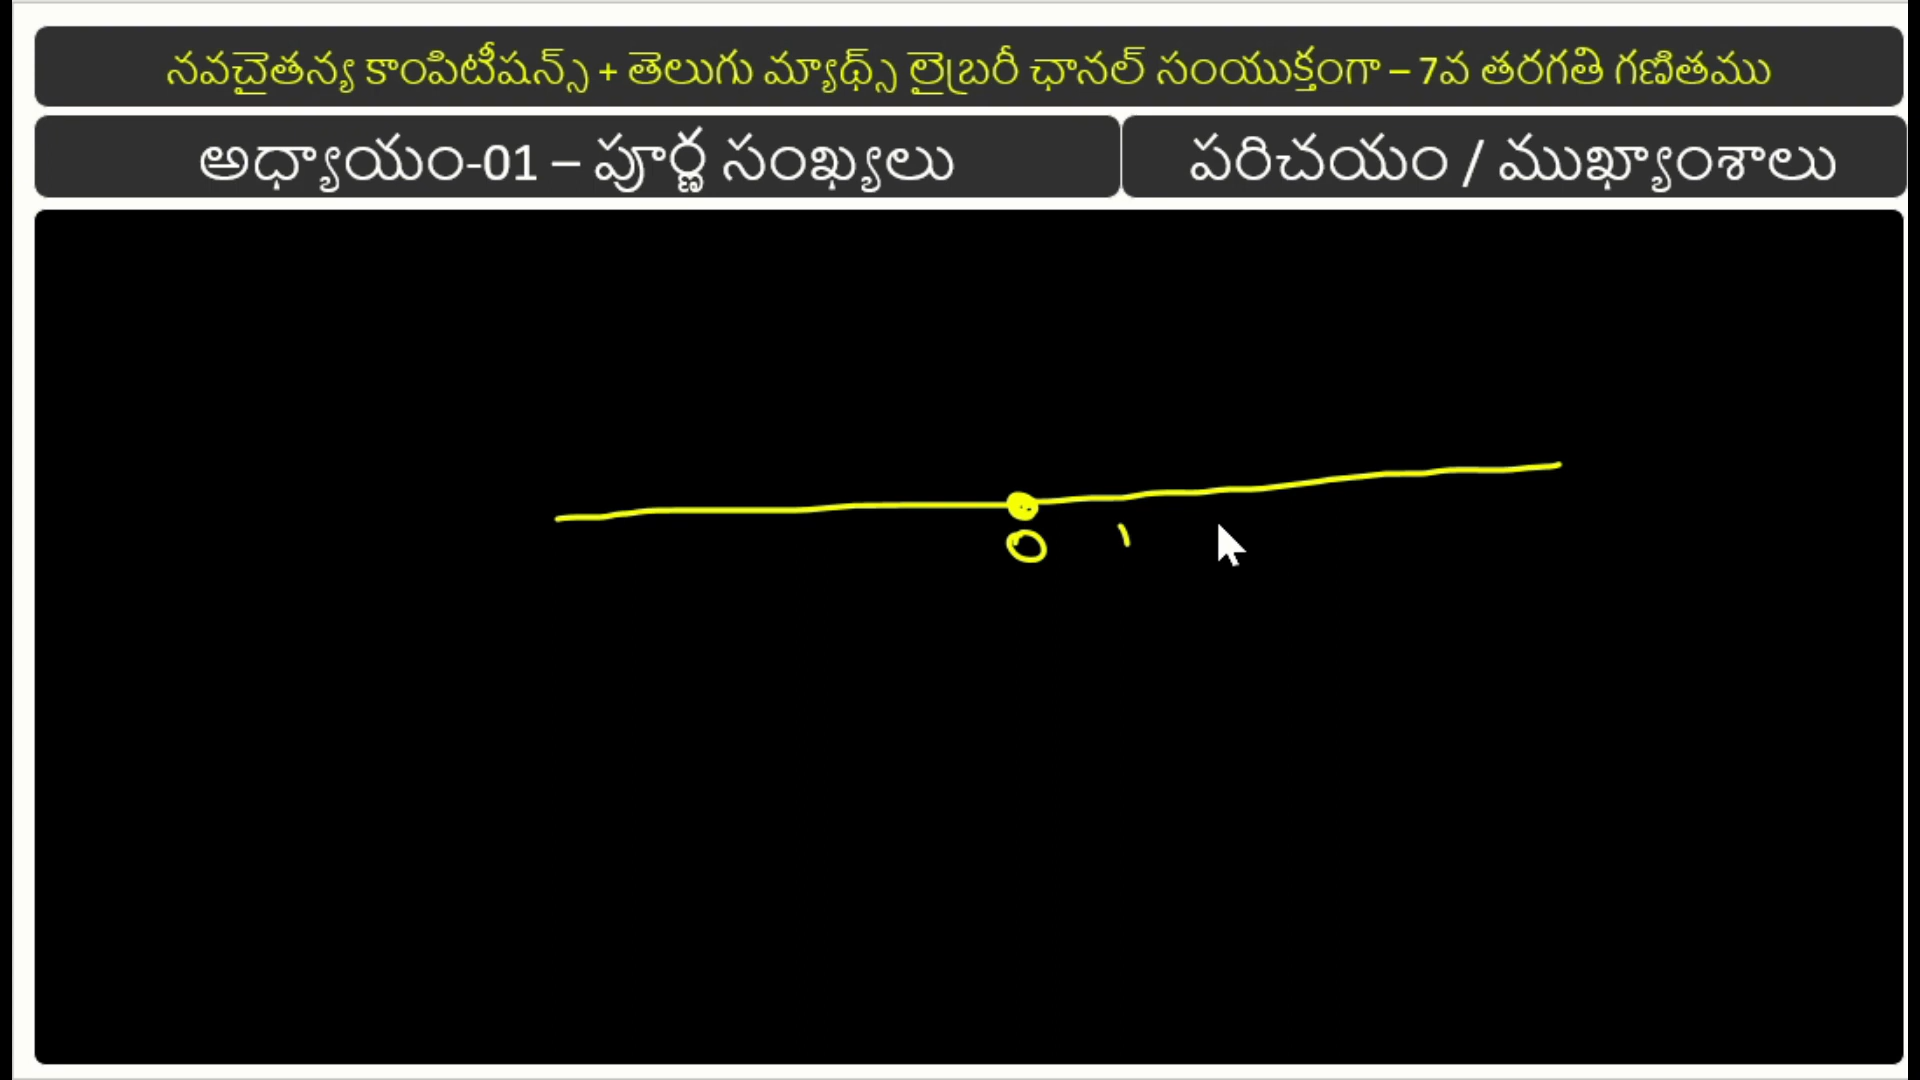 నవచైతన్య కాంపిటీషన్స్ + తెలుగు మ్యాథ్స్ లైబ్రరీ ఛానల్ సంయుక్తంగా – 7వ తరగతి గణితము
అధ్యాయం-01 – పూర్ణ సంఖ్యలు
పరిచయం / ముఖ్యాంశాలు
0 1